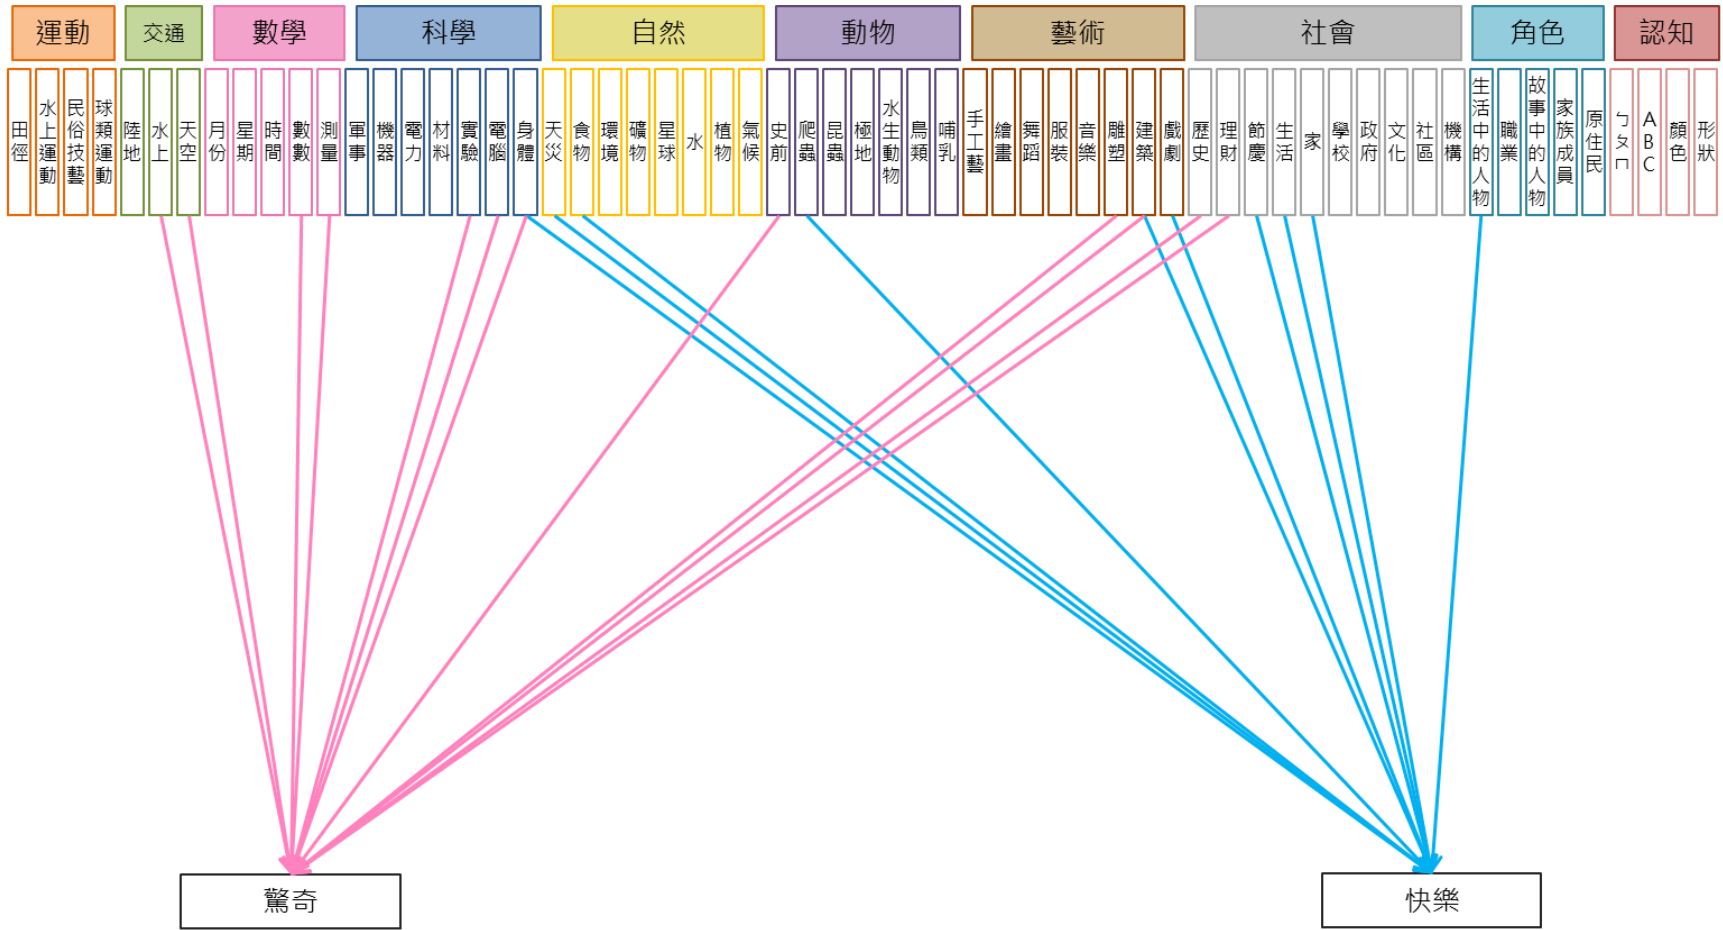 運動
交通
數學
科學
自然
動物
藝術
社會
角色
認知
田徑
水上運動
民俗技藝
球類運動
陸地
水上
天空
月份
星期
時間
數數
測量
軍事
機器
電力
材料
實驗
電腦
身體
天災
食物
環境
礦物
星球
水
植物
氣候
史前
爬蟲
昆蟲
極地
水生動物
鳥類
哺乳
手工藝
繪畫
舞蹈
服裝
音樂
雕塑
建築
戲劇
歷史
理財
節慶
生活
家
學校
政府
文化
社區
機構
生活中的人物
職業
故事中的人物
家族成員
原住民
ㄅㄆㄇ
ABC
顏色
形狀
驚奇
快樂